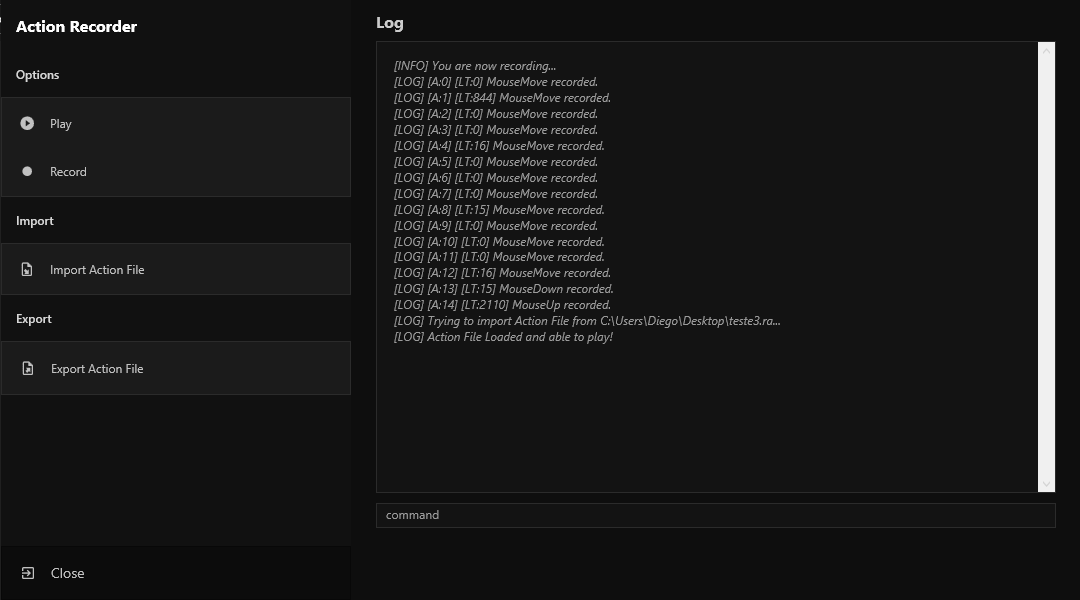 Action Recorder
Options
Play
Record
Import
Import Action File
Export
Export Action File
Close
Log
[INFO] You are now recording...
[LOG] [A:0] [LT:0] MouseMove recorded.
[LOG] [A:1] [LT:844] MouseMove recorded.
[LOG] [A:2] [LT:0] MouseMove recorded.
[LOG] [A:3] [LT:0] MouseMove recorded.
[LOG] [A:4] [LT:16] MouseMove recorded.
[LOG] [A:5] [LT:0] MouseMove recorded.
[LOG] [A:6] [LT:0] MouseMove recorded.
[LOG] [A:7] [LT:0] MouseMove recorded.
[LOG] [A:8] [LT:15] MouseMove recorded.
[LOG] [A:9] [LT:0] MouseMove recorded.
[LOG] [A:10] [LT:0] MouseMove recorded.
[LOG] [A:11] [LT:0] MouseMove recorded.
[LOG] [A:12] [LT:16] MouseMove recorded.
[LOG] [A:13] [LT:15] MouseDown recorded.
[LOG] [A:14] [LT:2110] MouseUp recorded.
[LOG] Trying to import Action File from C:\Users\Diego\Desktop\teste3.ra...
[LOG] Action File Loaded and able to play!
command